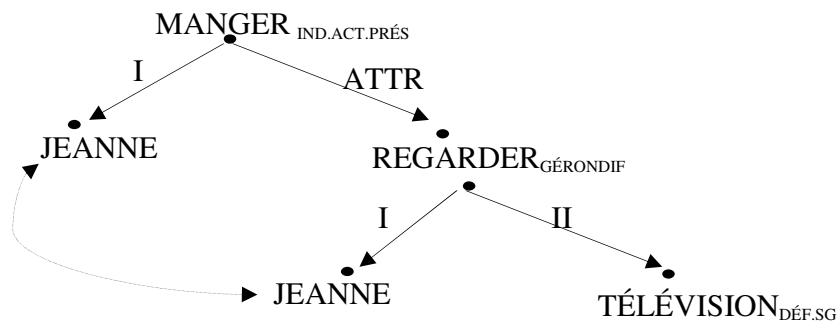 MANGER IND.ACT.PRÉS
I
ATTR
JEANNE
REGARDER GÉRONDIF
I
II
JEANNE
TÉLÉVISION DÉF.SG